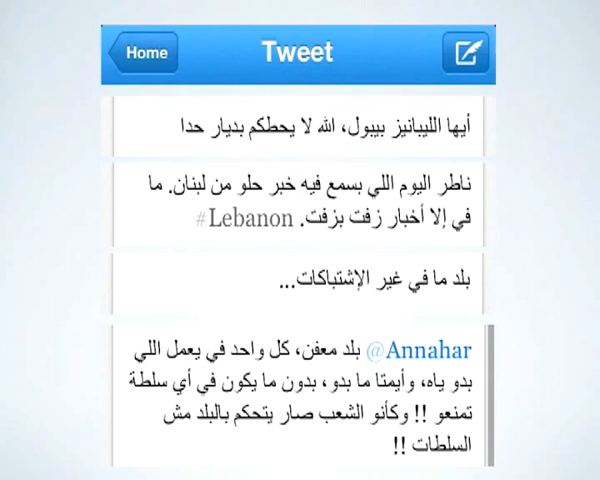 Home
Tweet
أيها الليبانيز بيبول، الله لا يحطكم بديار حدا
ناطر اليوم اللي بسمع فيه خبر حلو من لبنان. ما
في إلا أخبار زفت بزفت. Lebanon#
بلد ما في غير الإشتباكات...
@Annahar بلد معفن، كل واحد في يعمل اللي
بدو ياه، وأيمتا ما بدو، بدون ما يكون في أي سلطة
تمنعو !! وكأنو الشعب صار يتحكم بالبلد مش
السلطات !!